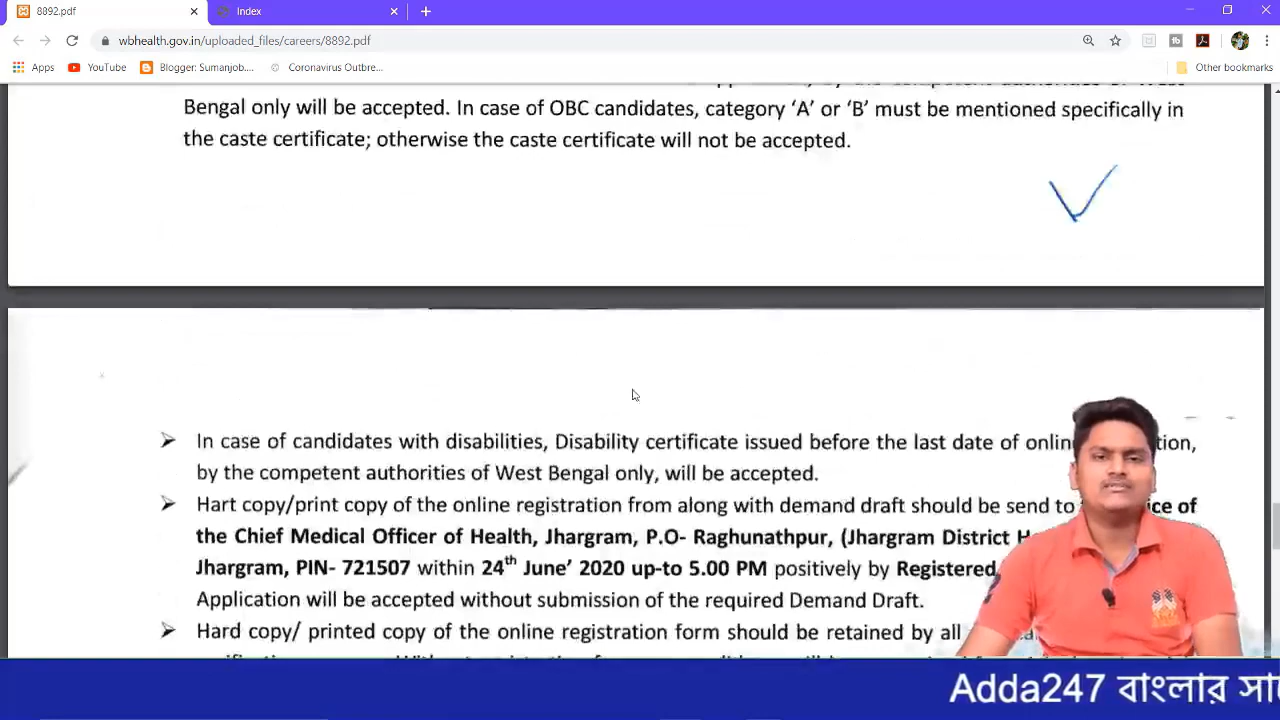 8892.pdf
Index
wbhealth.gov.in/uploaded_files/careers/8892.pdf
Apps
YouTube
Blogger: Sumanjob....
Coronavirus Outbre...
Other bookmarks
Bengal only will be accepted. In case of OBC candidates, category ‘A’ or ‘B’ must be mentioned specifically in
the caste certificate; otherwise the caste certificate will not be accepted.
➢ In case of candidates with disabilities, Disability certificate issued before the last date of
by the competent authorities of West Bengal only, will be accepted.
➢ Hart copy/print copy of the online registration from along with demand draft should be send to
the Chief Medical Officer of Health, Jhargram, P.O- Raghunathpur, (Jhargram District
Jhargram, PIN- 721507 within 24th June’ 2020 up-to 5.00 PM positively by Registered
Application will be accepted without submission of the required Demand Draft.
➢ Hard copy/ printed copy of the online registration form should be retained by all
Adda247 বাংলার